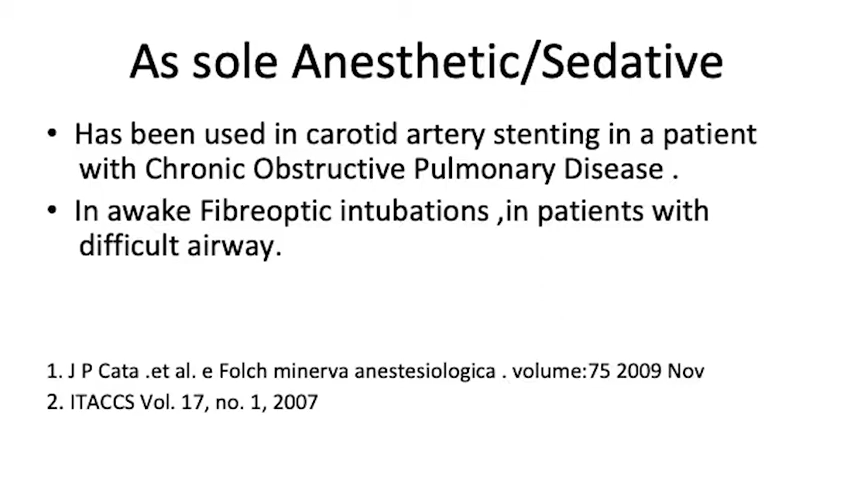 As sole Anesthetic/Sedative
• Has been used in carotid artery stenting in a patient
with Chronic Obstructive Pulmonary Disease .
• In awake Fibreoptic intubations ,in patients with
difficult airway.
1. J P Cata .et al. e Folch minerva anestesiologica . volume:75 2009 Nov
2. ITACCS Vol. 17, no. 1, 2007